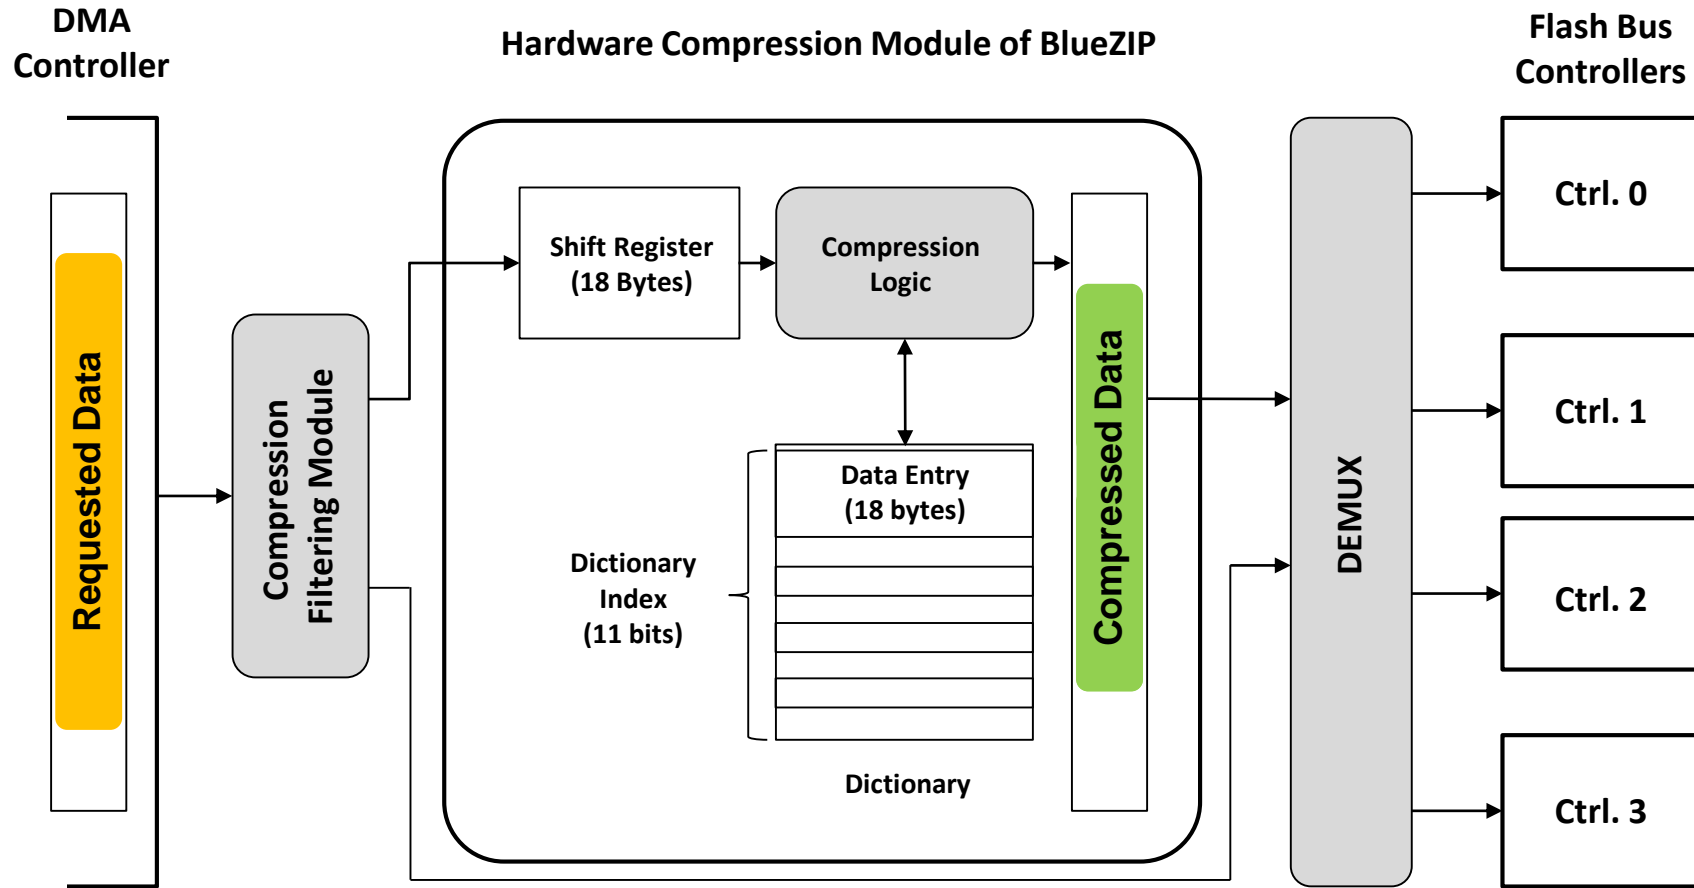 DMA
Controller
Hardware Compression Module of BlueZIP
Flash Bus
Controllers
Requested Data
Compression
Filtering Module
Shift Register
(18 Bytes)
Compression
Logic
Data Entry
(18 bytes)
Dictionary
Index
(11 bits)
Dictionary
Compressed Data
DEMUX
Ctrl. 0
Ctrl. 1
Ctrl. 2
Ctrl. 3